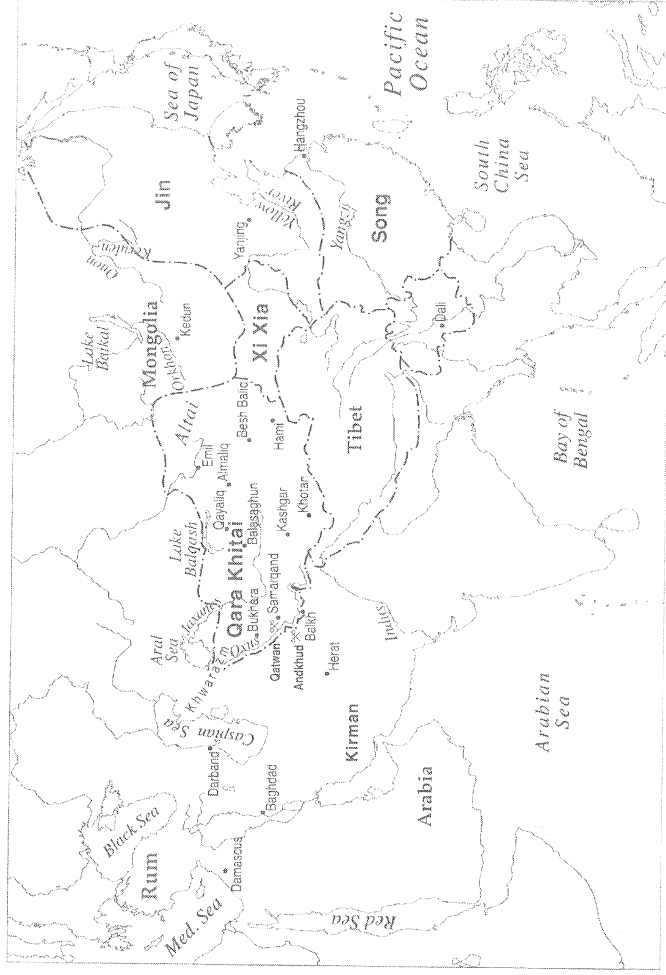 Rum
Black Sea
Med. Sea
Damascus
Red Sea
Baghdad
Darband
Caspian
Sea
Arabia
Kirman
Herat
Khwarazm
Aral
Sea
Jaxartes
Oxus
Qara Khitai
Bukhara
Samarqand
Qatwan
Andkhud
Balkh
Indus
Arabian
Sea
Lake
Balqash
Qayaliq
Almaliq
Emil
Balasaghun
Kashgar
Khotan
Altai
Besh Baliq
Hami
Tibet
Lake
Baikal
Mongolia
Orkhon
Kedun
Onon
Kerulen
Xi Xia
Jin
Yanjing
Yellow
River
Yangzi
Song
Hangzhou
Dali
Bay of
Bengal
South
China
Sea
Sea of
Japan
Pacific
Ocean